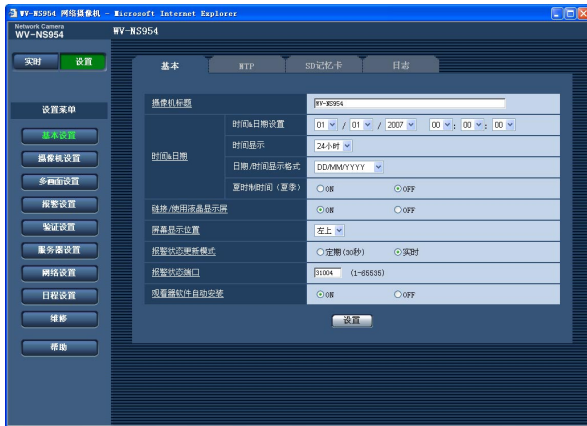 WV-NS954 网络摄像机 - Microsoft Internet Explorer
Network Camera
WV-NS954
WV-NS954
实时 设置
基本 NTP SD记忆卡 日志
设置菜单
基本设置
摄像机设置
多画面设置
报警设置
验证设置
服务器设置
网络设置
日程设置
维修
帮助
摄像机标题 WV-NS954
时间&日期
时间&日期设置 01 / 01 / 2007 00 : 00 : 00
时间显示 24小时
日期/时间显示格式 DD/MM/YYYY
夏时制时间（夏季） ON OFF
链接/使用液晶显示屏 ON OFF
屏幕显示位置 左上
报警状态更新模式 定期(30秒) 实时
报警状态端口 31004 (1-65535)
观看器软件自动安装 ON OFF
设置